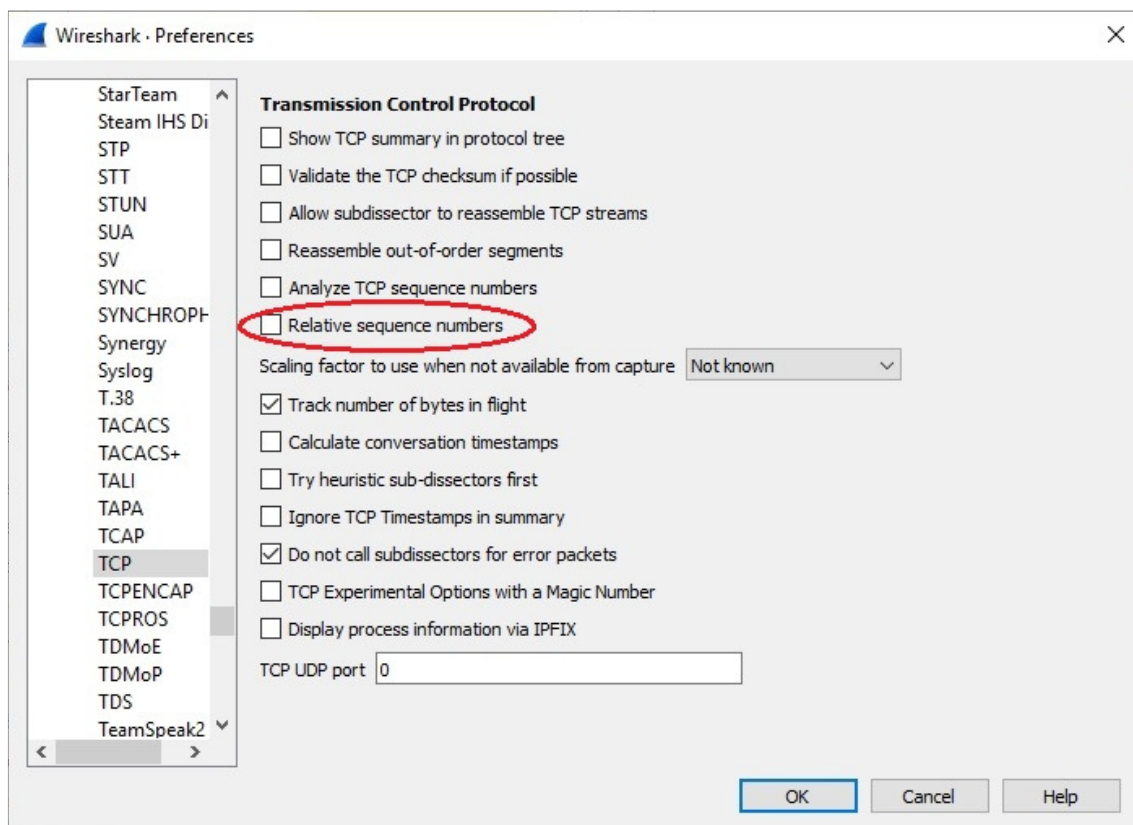 Wireshark · Preferences
StarTeam
Steam IHS Di
STP
STT
STUN
SUA
SV
SYNC
SYNCHROPH
Synergy
Syslog
T.38
TACACS
TACACS+
TALI
TAPA
TCAP
TCP
TCPENCAP
TCPROS
TDMoE
TDMoP
TDS
TeamSpeak2
Transmission Control Protocol
Show TCP summary in protocol tree
Validate the TCP checksum if possible
Allow subdissector to reassemble TCP streams
Reassemble out-of-order segments
Analyze TCP sequence numbers
Relative sequence numbers
Scaling factor to use when not available from capture Not known
Track number of bytes in flight
Calculate conversation timestamps
Try heuristic sub-dissectors first
Ignore TCP Timestamps in summary
Do not call subdissectors for error packets
TCP Experimental Options with a Magic Number
Display process information via IPFIX
TCP UDP port 0
OK Cancel Help